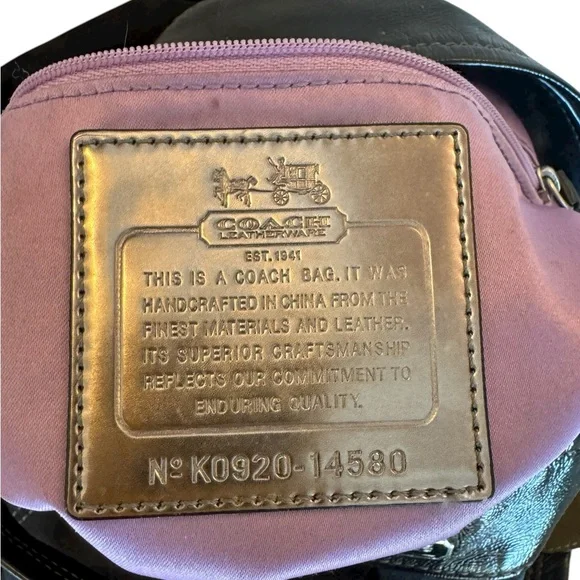 COACH
LEATHERWARE
EST. 1941
THIS IS A COACH BAG. IT WAS
HANDCRAFTED IN CHINA FROM THE
FINEST MATERIALS AND LEATHER.
ITS SUPERIOR CRAFTSMANSHIP
REFLECTS OUR COMMITMENT TO
ENDURING QUALITY.
Nº K0920-14580